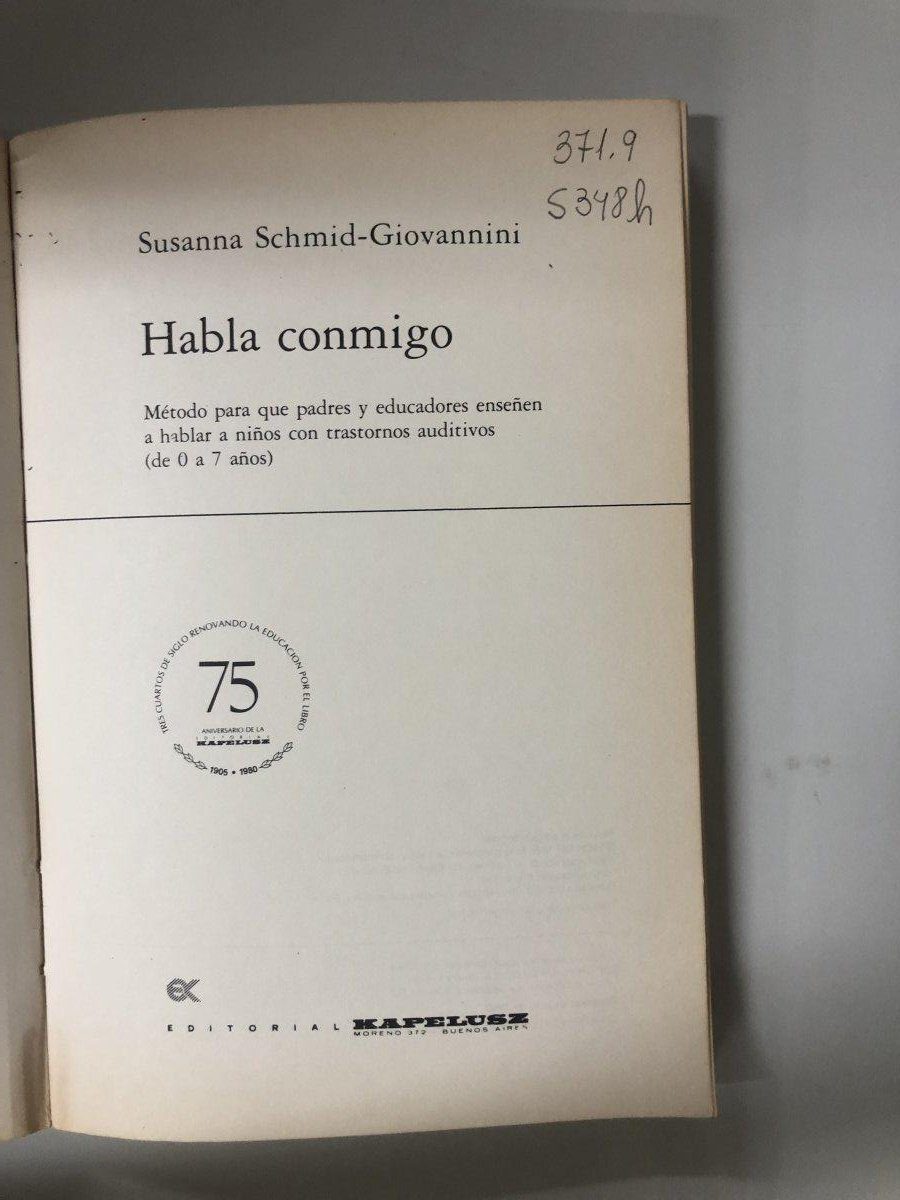 371.9
S348h
Susanna Schmid-Giovannini
Habla conmigo
Método para que padres y educadores enseñen
a hablar a niños con trastornos auditivos
(de 0 a 7 años)
TRES CUARTOS DE SIGLO RENOVANDO LA EDUCACION POR EL LIBRO
75
ANIVERSARIO DE LA
EDITORIAL
KAPELUSZ
1905 • 1980
EK
EDITORIAL KAPELUSZ
MORENO 372 BUENOS AIRES